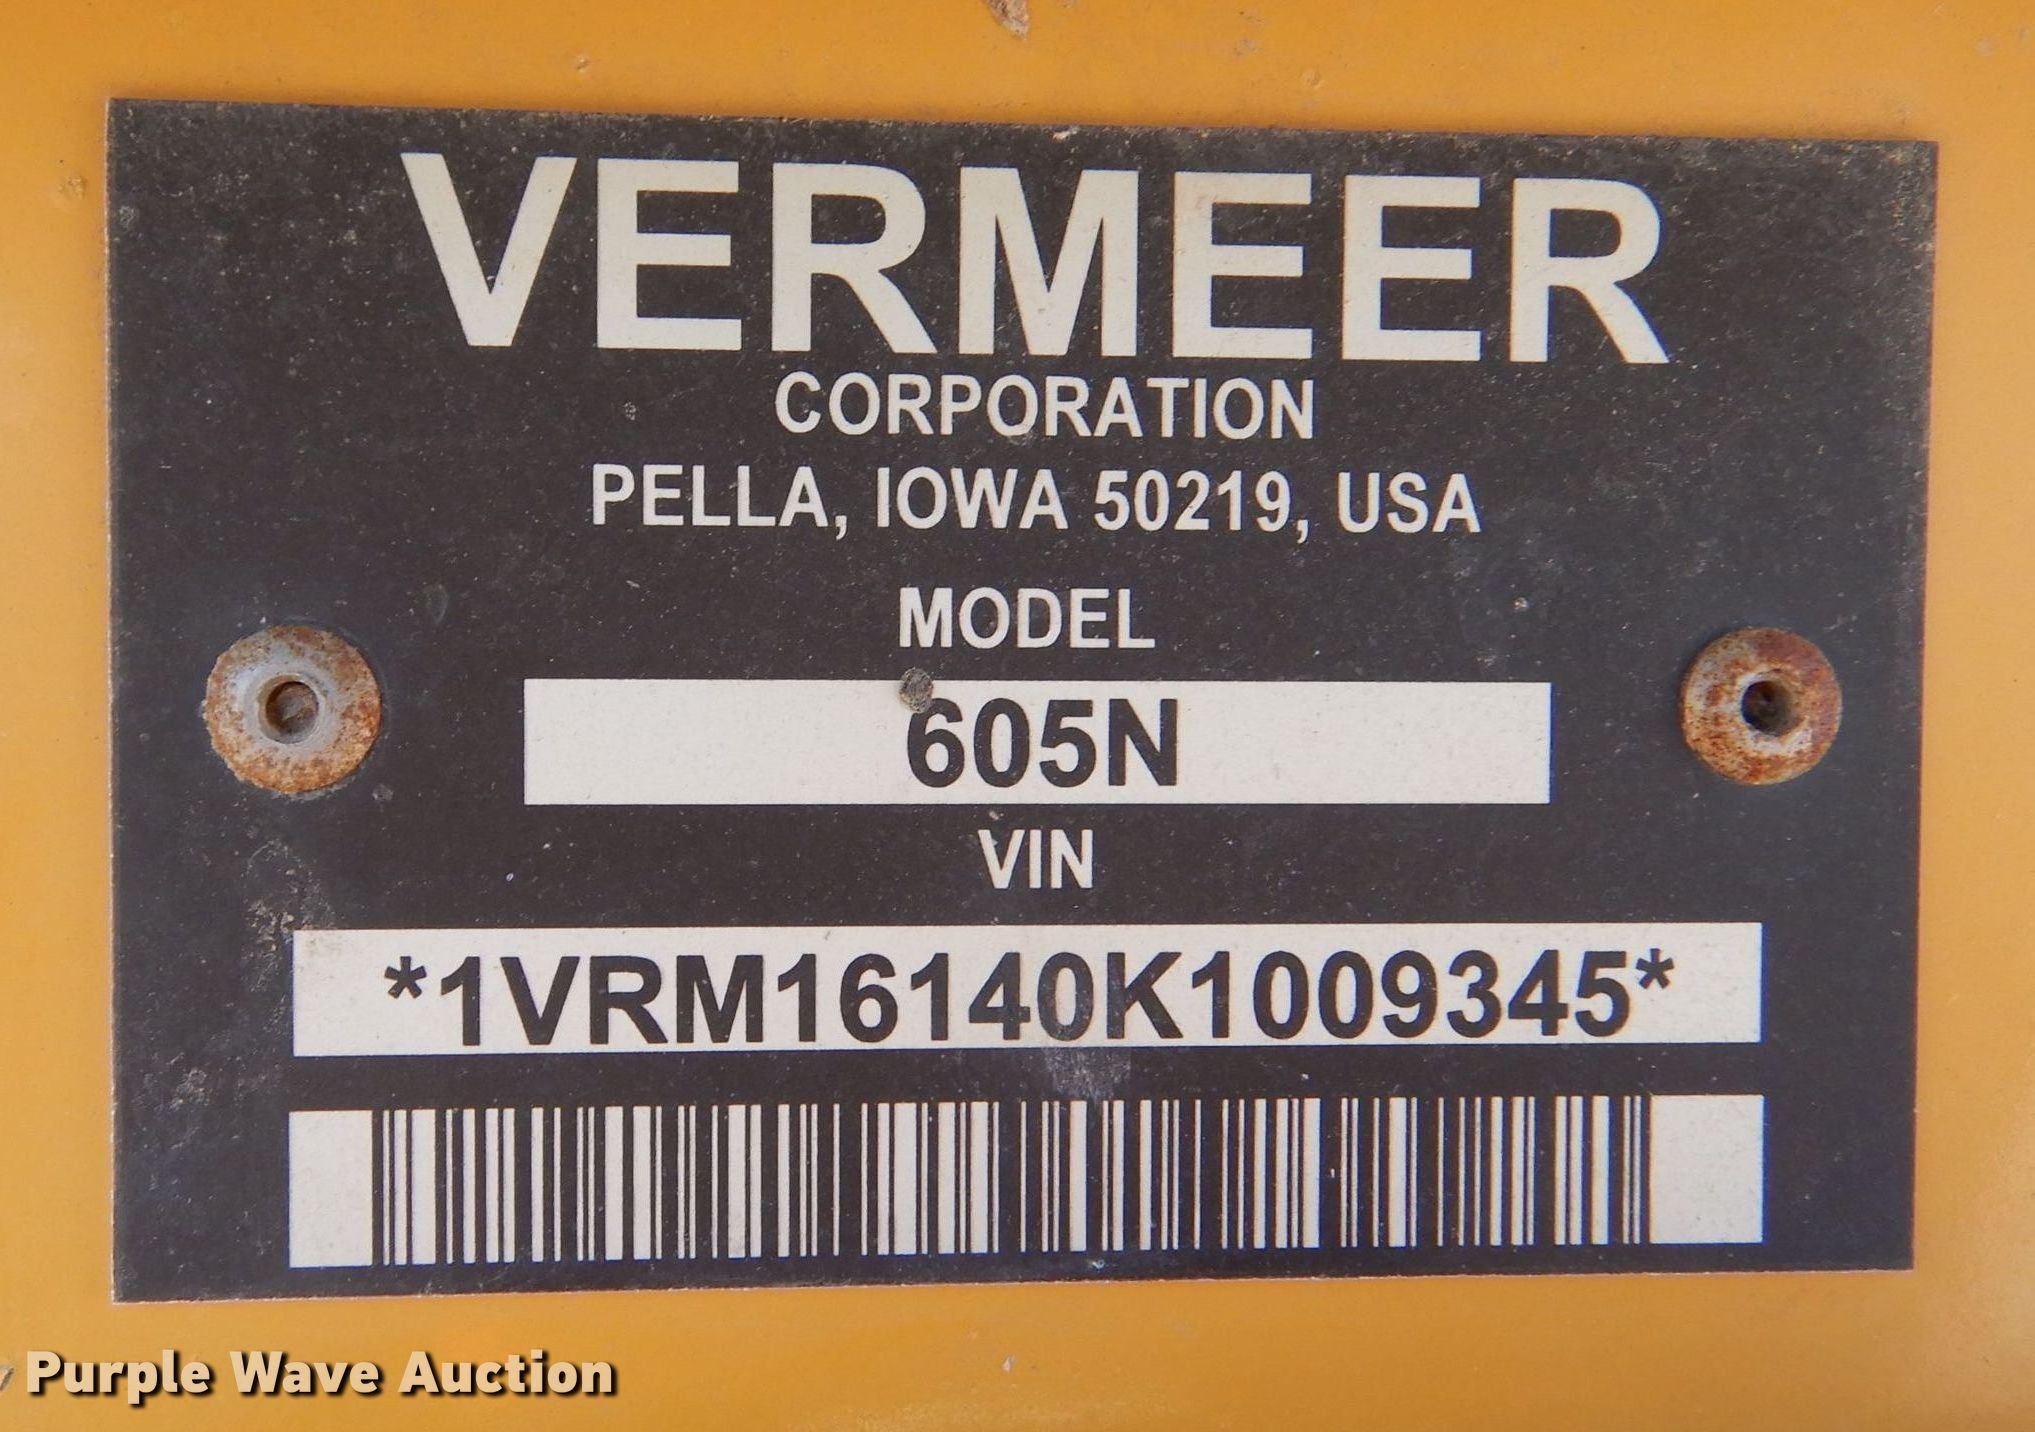 VERMEER
CORPORATION
PELLA, IOWA 50219, USA
MODEL
605N
VIN
*1VRM16140K1009345*
Purple Wave Auction